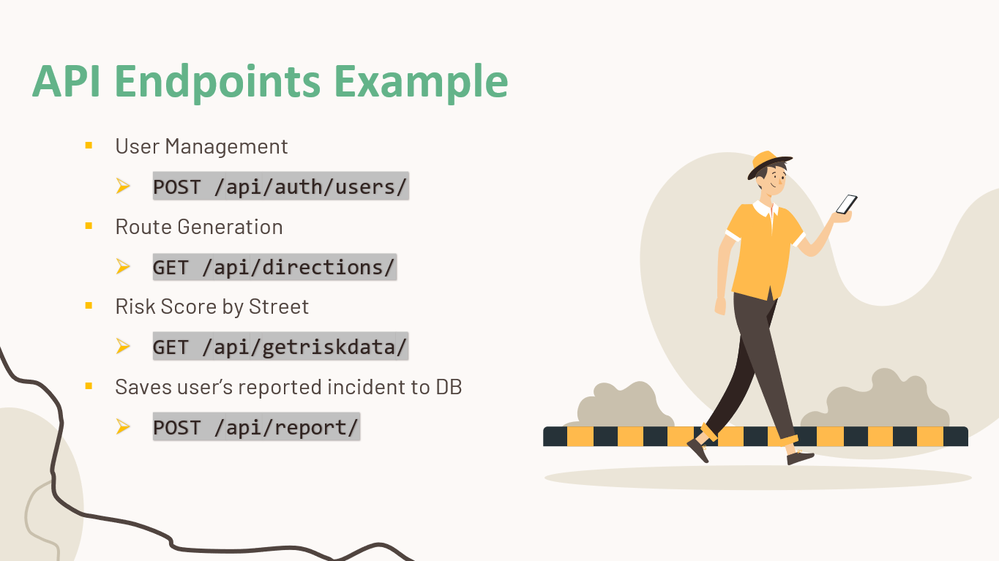 API Endpoints Example
User Management
POST /api/auth/users/
Route Generation
GET /api/directions/
Risk Score by Street
GET /api/getriskdata/
Saves user’s reported incident to DB
POST /api/report/